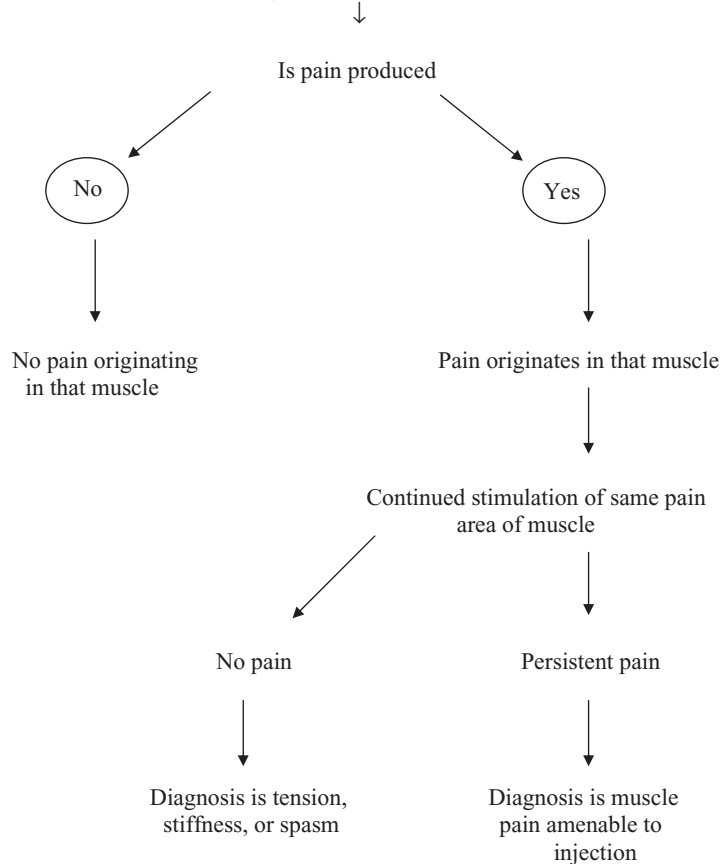 Is pain produced
No
Yes
No pain originating
in that muscle
Pain originates in that muscle
Continued stimulation of same pain
area of muscle
No pain
Persistent pain
Diagnosis is tension,
stiffness, or spasm
Diagnosis is muscle
pain amenable to
injection